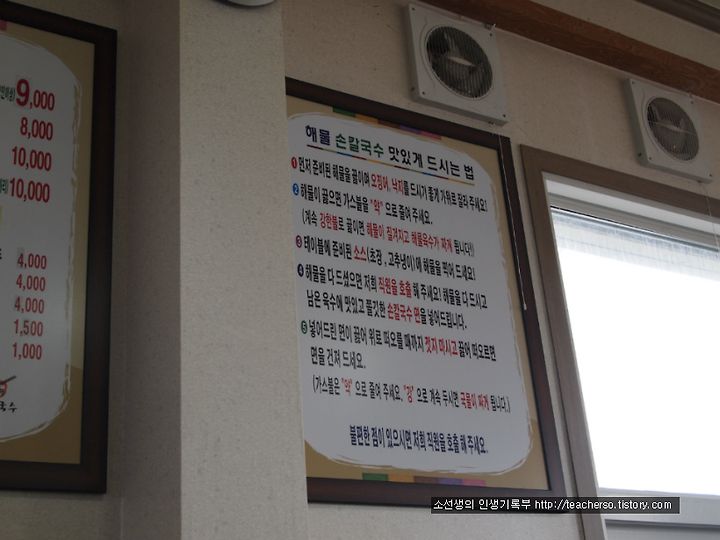 9,000
8,000
10,000
10,000
4,000
4,000
4,000
1,500
1,000
국수
해물 손칼국수 맛있게 드시는 법
❶ 먼저 준비된 해물을 끓이며 오징어, 낙지를 드시기 좋게 가위로 잘라 주세요!
❷ 해물이 끓으면 가스불을 "약" 으로 줄여 주세요.
(계속 강한불로 끓이면 해물이 질겨지고 해물육수가 짜게 됩니다!!)
❸ 테이블에 준비된 소스(초장 , 고추냉이)에 해물을 찍어 드세요!
❹ 해물을 다 드셨으면 저희 직원을 호출 해 주세요! 해물을 다 드시고
남은 육수에 맛있고 쫄깃한 손칼국수 면을 넣어드립니다.
❺ 넣어드린 면이 끓어 위로 떠오를 때까지 젓지 마시고 끓어 떠오르면
면을 건져 드세요.
(가스불은 "약" 으로 줄여 주세요. "강" 으로 계속 두시면 국물이 짜게 됩니다.)
불편한 점이 있으시면 저희 직원을 호출 해 주세요.
소선생의 인생기록부 http://teacherso.tistory.com